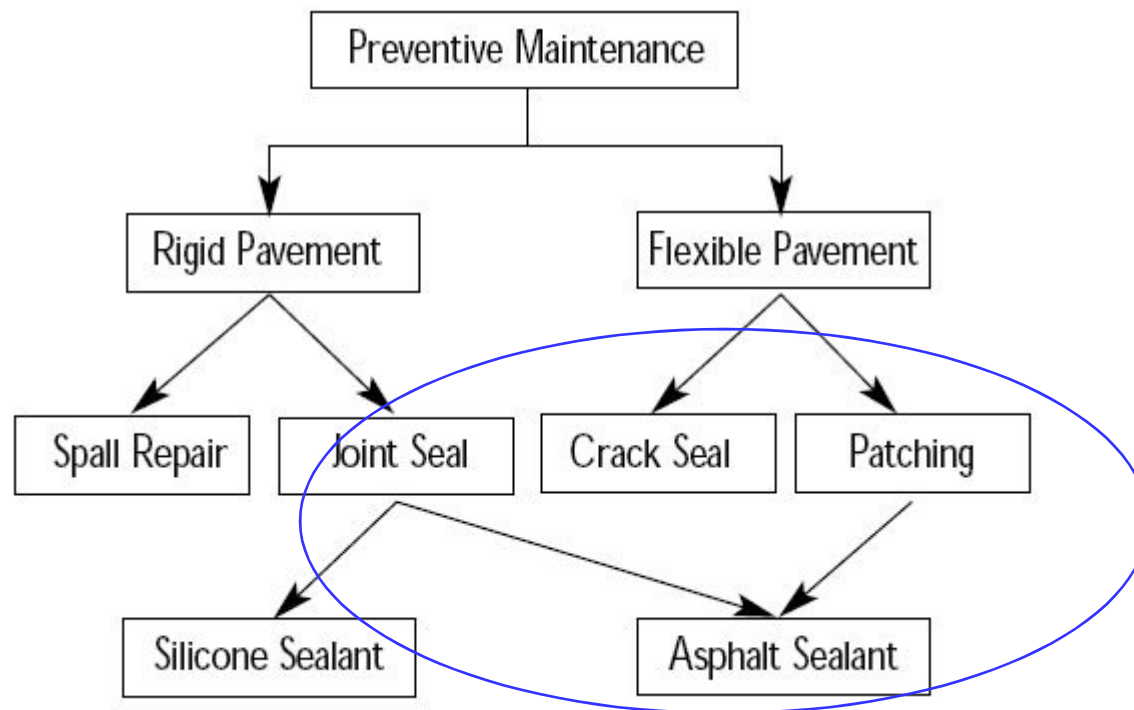 Preventive Maintenance
Rigid Pavement
Flexible Pavement
Spall Repair
Joint Seal
Crack Seal
Patching
Silicone Sealant
Asphalt Sealant